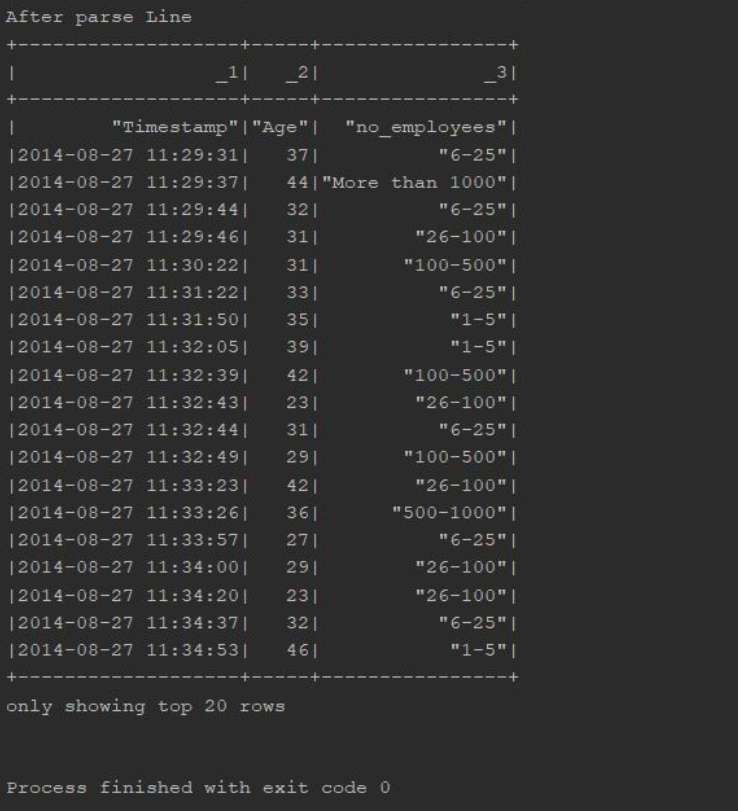 After parse Line
+-------------------+-----+----------------+
|                 _1|   _2|              _3|
+-------------------+-----+----------------+
|        "Timestamp"|"Age"|  "no_employees"|
|2014-08-27 11:29:31|   37|          "6-25"|
|2014-08-27 11:29:37|   44|"More than 1000"|
|2014-08-27 11:29:44|   32|          "6-25"|
|2014-08-27 11:29:46|   31|        "26-100"|
|2014-08-27 11:30:22|   31|       "100-500"|
|2014-08-27 11:31:22|   33|          "6-25"|
|2014-08-27 11:31:50|   35|           "1-5"|
|2014-08-27 11:32:05|   39|           "1-5"|
|2014-08-27 11:32:39|   42|       "100-500"|
|2014-08-27 11:32:43|   23|        "26-100"|
|2014-08-27 11:32:44|   31|          "6-25"|
|2014-08-27 11:32:49|   29|       "100-500"|
|2014-08-27 11:33:23|   42|        "26-100"|
|2014-08-27 11:33:26|   36|      "500-1000"|
|2014-08-27 11:33:57|   27|          "6-25"|
|2014-08-27 11:34:00|   29|        "26-100"|
|2014-08-27 11:34:20|   23|        "26-100"|
|2014-08-27 11:34:37|   32|          "6-25"|
|2014-08-27 11:34:53|   46|           "1-5"|
+-------------------+-----+----------------+
only showing top 20 rows
Process finished with exit code 0